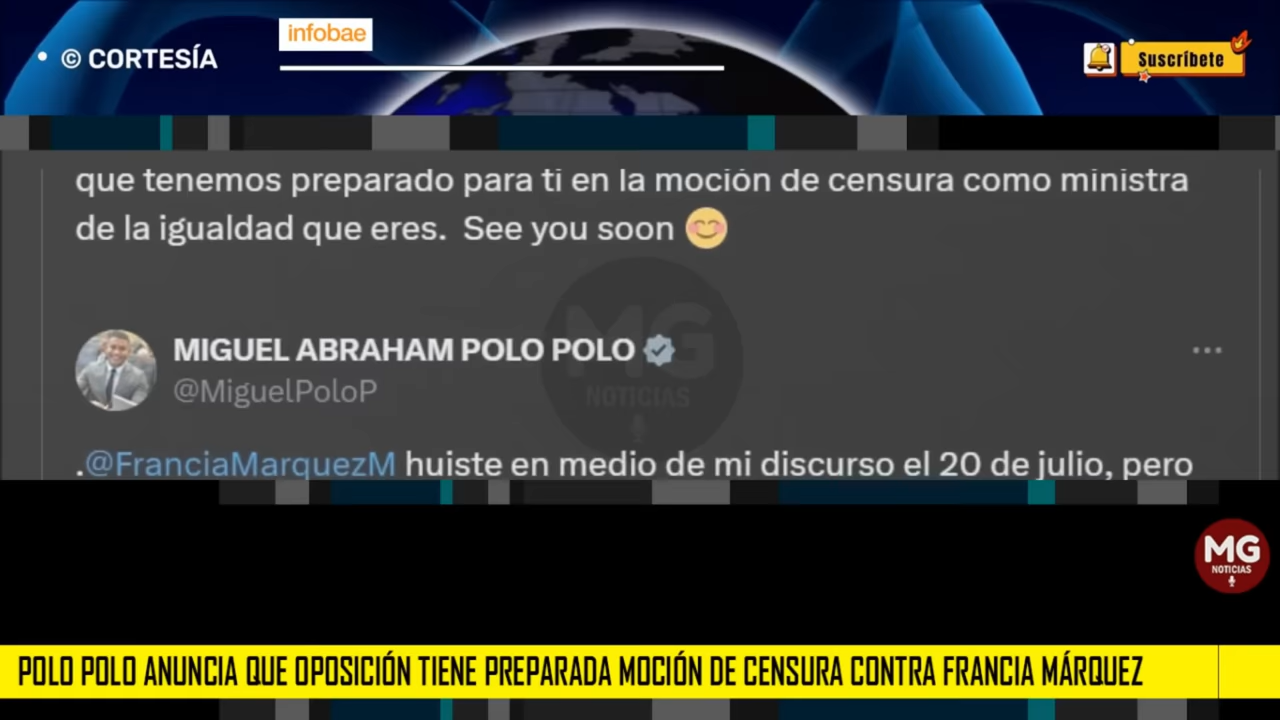 infobae
© CORTESÍA
Suscríbete
que tenemos preparado para ti en la moción de censura como ministra
de la igualdad que eres. See you soon 😊
MIGUEL ABRAHAM POLO POLO
@MiguelPoloP
MG
NOTICIAS
.@FranciaMarquezM huiste en medio de mi discurso el 20 de julio, pero
MG
NOTICIAS
POLO POLO ANUNCIA QUE OPOSICIÓN TIENE PREPARADA MOCIÓN DE CENSURA CONTRA FRANCIA MÁRQUEZ